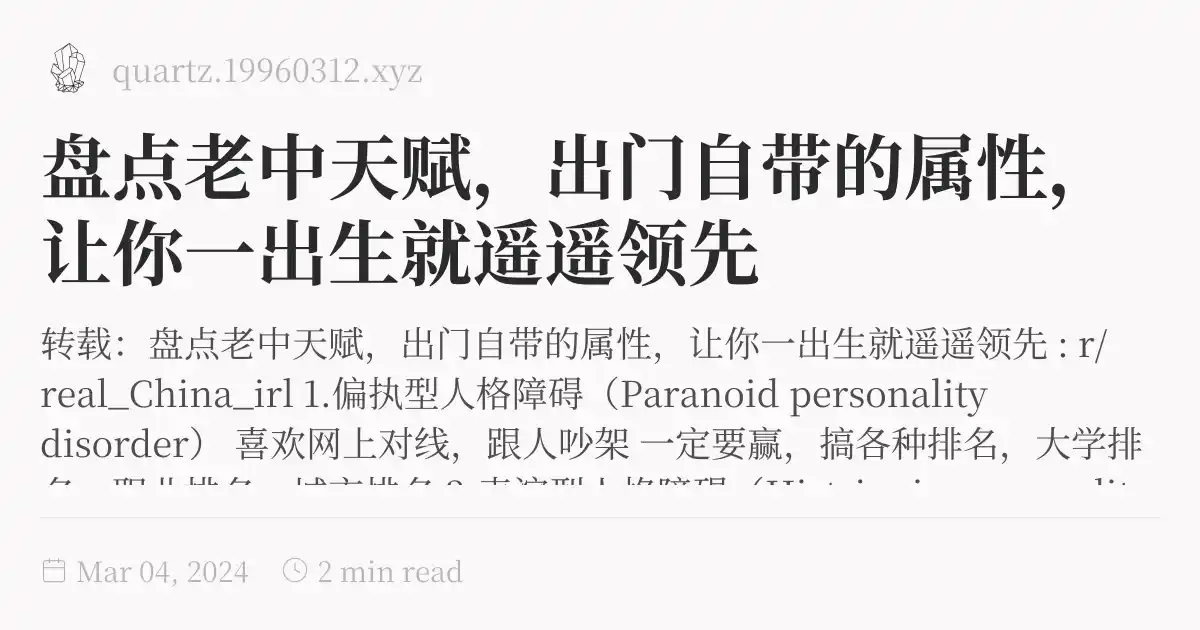 quartz.19960312.xyz
盘点老中天赋，出门自带的属性，
让你一出生就遥遥领先
转载：盘点老中天赋，出门自带的属性，让你一出生就遥遥领先 : r/
real_China_irl 1.偏执型人格障碍（Paranoid personality
disorder） 喜欢网上对线，跟人吵架 一定要赢，搞各种排名，大学排
Mar 04, 2024
2 min read